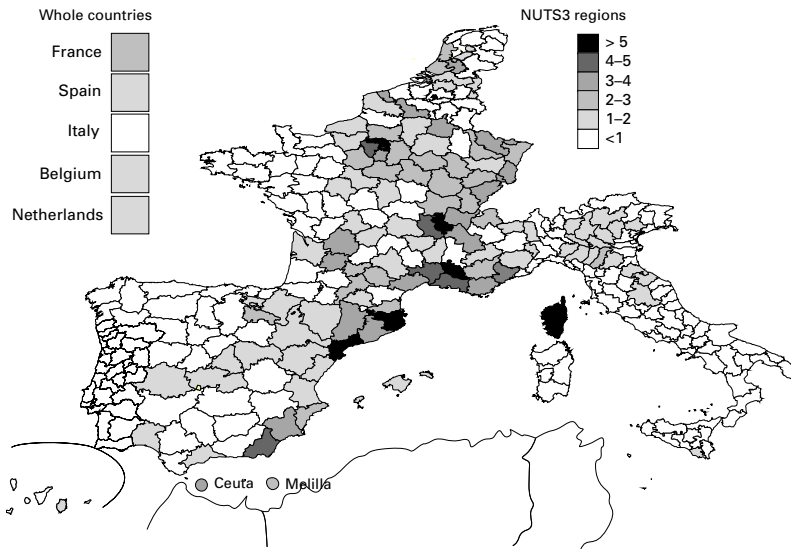 Whole countries
France
Spain
Italy
Belgium
Netherlands
NUTS3 regions
> 5
4–5
3–4
2–3
1–2
<1
Ceuta
Melilla